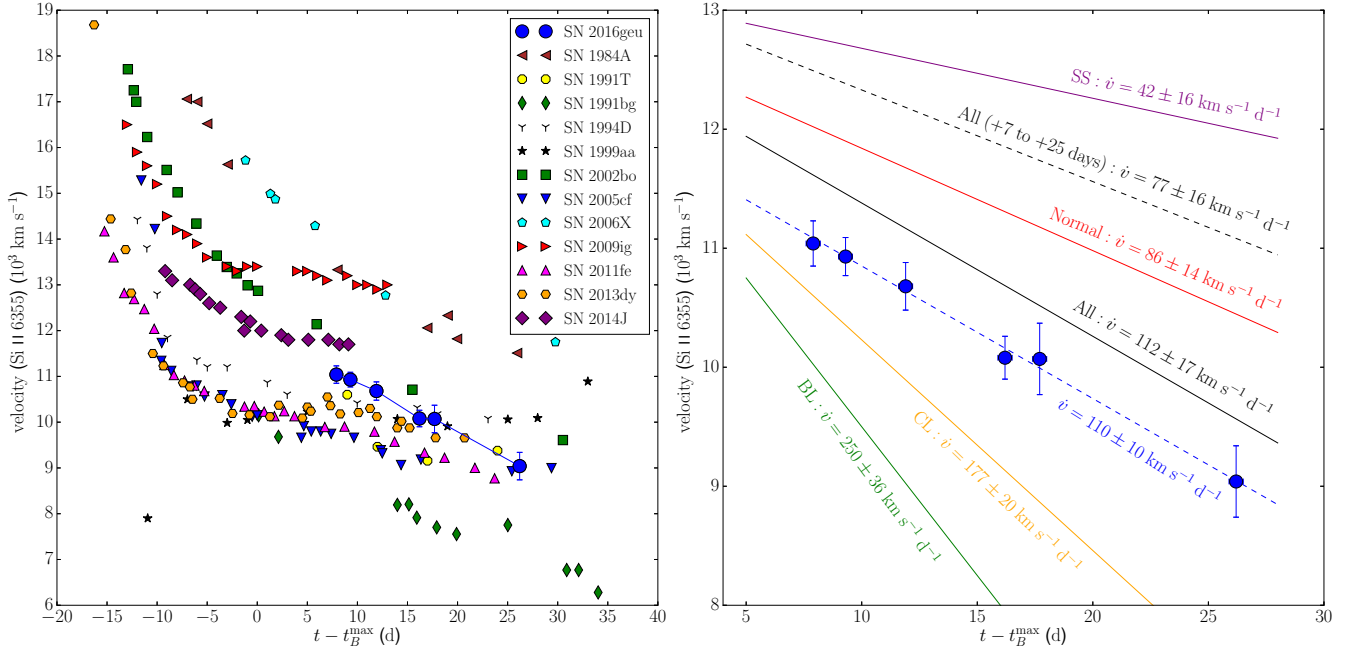 19
18
17
16
15
14
13
12
11
10
9
8
7
6
velocity (Si II 6355) (10³ km s⁻¹)
−20 −15 −10 −5 0 5 10 15 20 25 30 35 40
t − t_B^max (d)
SN 2016geu
SN 1984A
SN 1991T
SN 1991bg
SN 1994D
SN 1999aa
SN 2002bo
SN 2005cf
SN 2006X
SN 2009ig
SN 2011fe
SN 2013dy
SN 2014J
13
12
11
10
9
8
velocity (Si II 6355) (10³ km s⁻¹)
5 10 15 20 25 30
t − t_B^max (d)
SS : v̇ = 42 ± 16 km s⁻¹ d⁻¹
All (+7 to +25 days) : v̇ = 77 ± 16 km s⁻¹ d⁻¹
Normal : v̇ = 86 ± 14 km s⁻¹ d⁻¹
All : v̇ = 112 ± 17 km s⁻¹ d⁻¹
v̇ = 110 ± 10 km s⁻¹ d⁻¹
CL : v̇ = 177 ± 20 km s⁻¹ d⁻¹
BL : v̇ = 250 ± 36 km s⁻¹ d⁻¹